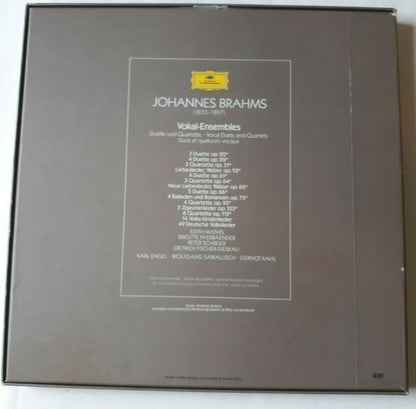 JOHANNES BRAHMS
(1833–1897)
Vokal-Ensembles
Duette und Quartette · Vocal Duets and Quartets
Duos et quatuors vocaux
3 Duette op. 20*
4 Duette op. 28*
3 Quartette op. 31*
Liebeslieder, Walzer op. 52*
4 Duette op. 61*
3 Quartette op. 64*
Neue Liebeslieder, Walzer op. 65*
5 Duette op. 66*
4 Balladen und Romanzen op. 75*
4 Quartette op. 92*
Zigeunerlieder op. 103*
6 Quartette op. 112*
14 Volks-Kinderlieder
49 Deutsche Volkslieder
EDITH MATHIS
BRIGITTE FASSBAENDER
PETER SCHREIER
DIETRICH FISCHER-DIESKAU
KARL ENGEL · WOLFGANG SAWALLISCH · GERNOT KAHL